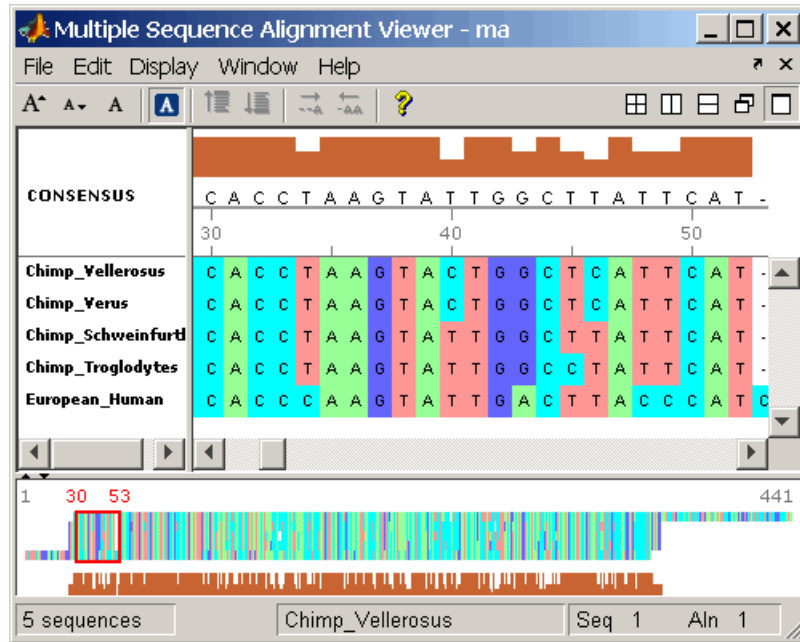 Multiple Sequence Alignment Viewer - ma
File Edit Display Window Help
A A A A --A -AA ?
CONSENSUS
C A C C T A A G T A T T G G C T T A T T C A T -
30 40 50
Chimp_Vellerosus C A C C T A A G T A C T G G C T C A T T C A T -
Chimp_Verus C A C C T A A G T A C T G G C T C A T T C A T -
Chimp_Schweinfurtl C A C C T A A G T A T T G G C T T A T T C A T -
Chimp_Troglodytes C A C C T A A G T A T T G G C C T A T T C A T -
European_Human C A C C C A A G T A T T G A C T T A C C C A T C
1 30 53 441
5 sequences Chimp_Vellerosus Seq 1 Aln 1